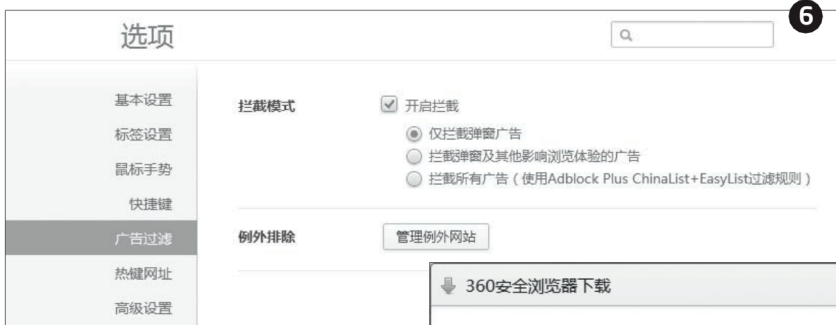 6
选项
基本设置
标签设置
鼠标手势
快捷键
广告过滤
热键网址
高级设置
拦截模式
开启拦截
仅拦截弹窗广告
拦截弹窗及其他影响浏览体验的广告
拦截所有广告(使用Adblock Plus ChinaList+EasyList过滤规则)
例外排除
管理例外网站
360安全浏览器下载